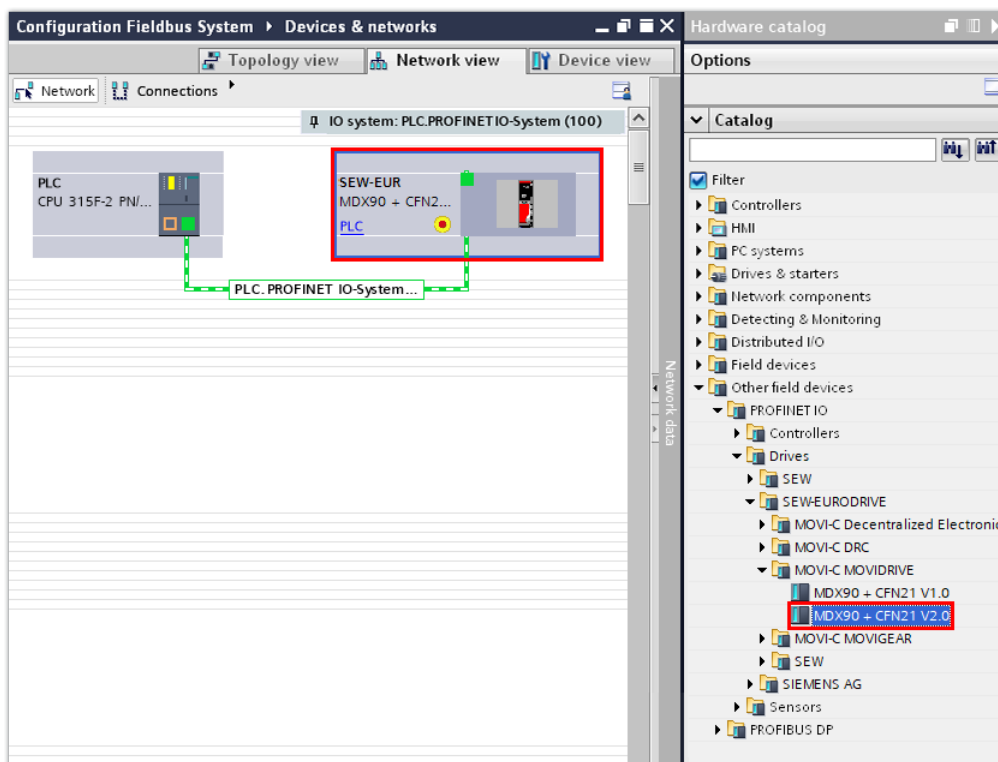 Configuration Fieldbus System ▸ Devices & networks
Topology view
Network view
Device view
Network
Connections
IO system: PLC.PROFINET IO-System (100)
PLC
CPU 315F-2 PN/...
SEW-EUR
MDX90 + CFN2...
PLC
PLC. PROFINET IO-System...
Network data
Hardware catalog
Options
Catalog
Filter
Controllers
HMI
PC systems
Drives & starters
Network components
Detecting & Monitoring
Distributed I/O
Field devices
Other field devices
PROFINET IO
Controllers
Drives
SEW
SEW-EURODRIVE
MOVI-C Decentralized Electronic
MOVI-C DRC
MOVI-C MOVIDRIVE
MDX90 + CFN21 V1.0
MDX90 + CFN21 V2.0
MOVI-C MOVIGEAR
SEW
SIEMENS AG
Sensors
PROFIBUS DP